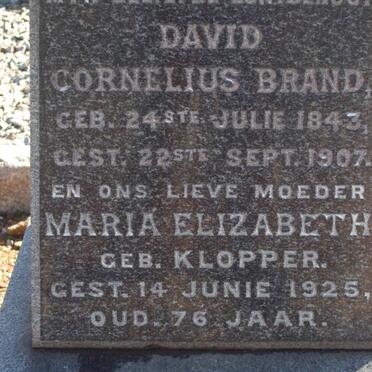 DAVID
CORNELIUS BRAND,
GEB. 24STE JULIE 1843,
GEST. 22STE SEPT. 1907.
EN ONS LIEVE MOEDER
MARIA ELIZABETH
GEB. KLOPPER.
GEST. 14 JUNIE 1925,
OUD. 76 JAAR.